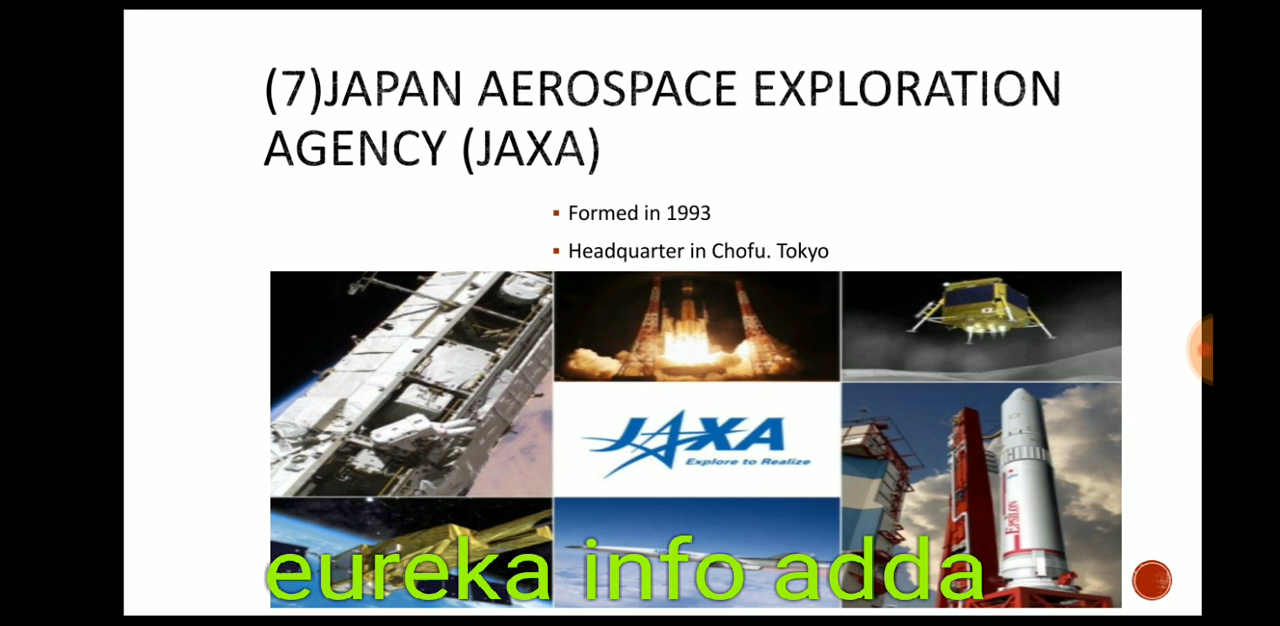 (7)JAPAN AEROSPACE EXPLORATION
AGENCY (JAXA)
▪ Formed in 1993
▪ Headquarter in Chofu. Tokyo
JAXA
Explore to Realize
Epsilon
eureka info adda